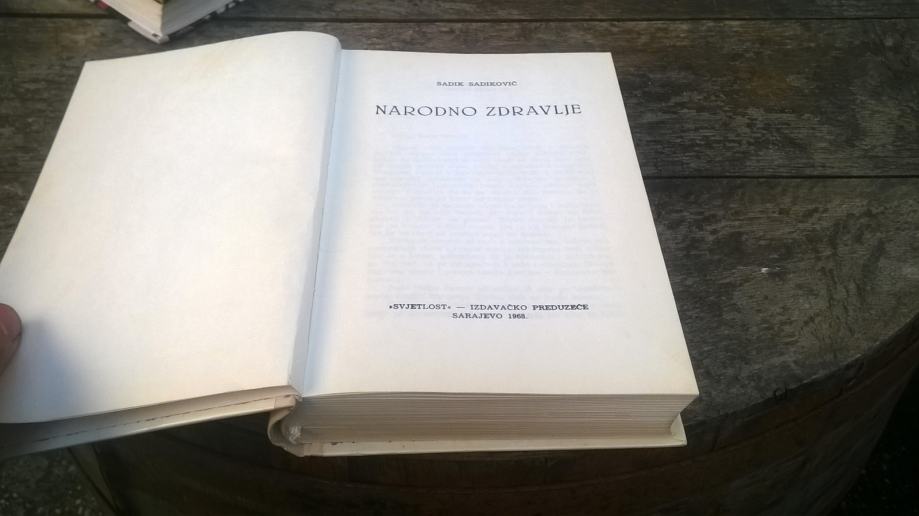 SADIK SADIKOVIĆ
NARODNO ZDRAVLJE
»SVJETLOST« — IZDAVAČKO PREDUZEĆE
SARAJEVO 1968.